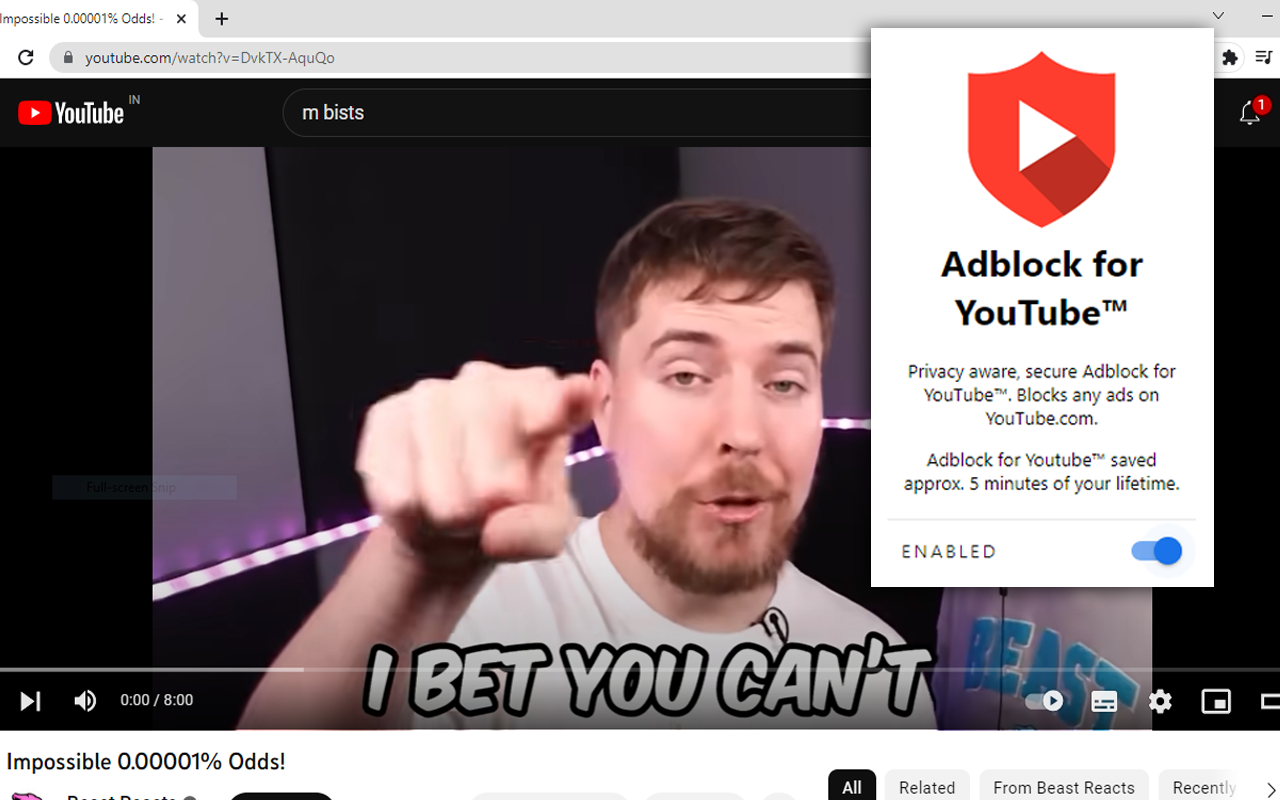 Impossible 0.00001% Odds! -
youtube.com/watch?v=DvkTX-AquQo
YouTube IN
m bists
1
Adblock for
YouTube™
Privacy aware, secure Adblock for
YouTube™. Blocks any ads on
YouTube.com.
Adblock for Youtube™ saved
approx. 5 minutes of your lifetime.
ENABLED
Full-screen Snip
I BET YOU CAN'T
BEAST
0:00 / 8:00
Impossible 0.00001% Odds!
Beast Reacts
All
Related
From Beast Reacts
Recently